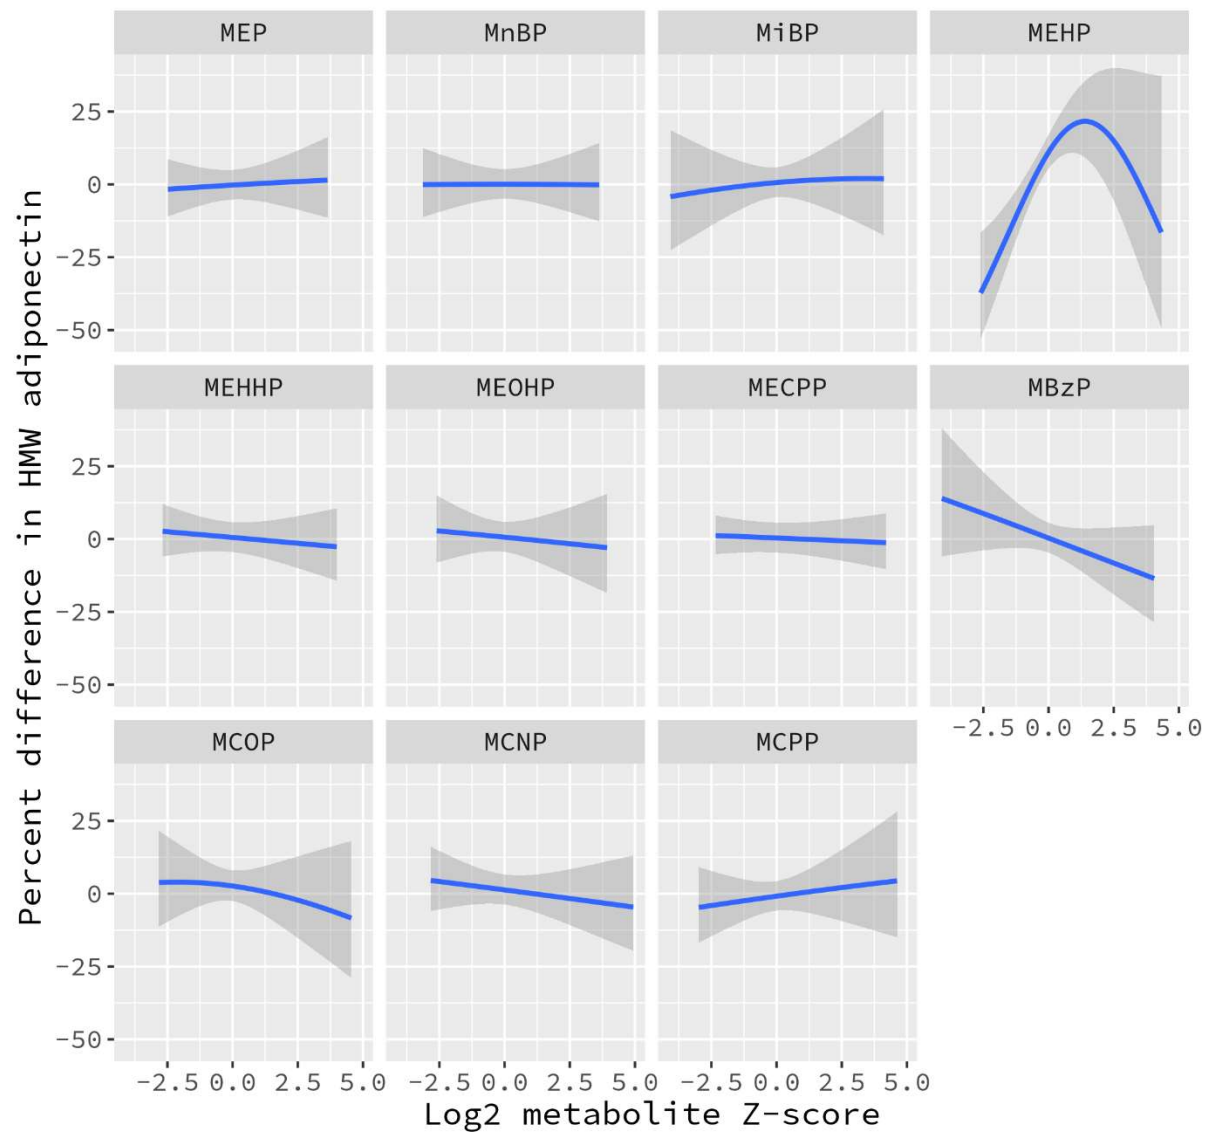 MEP MnBP MiBP MEHP
25
0
−25
−50
MEHHP MEOHP MECPP MBzP
25
0
−25
−50
−2.5 0.0 2.5 5.0
MCOP MCNP MCPP
25
0
−25
−50
−2.5 0.0 2.5 5.0 −2.5 0.0 2.5 5.0 −2.5 0.0 2.5 5.0
Log2 metabolite Z-score
Percent difference in HMW adiponectin